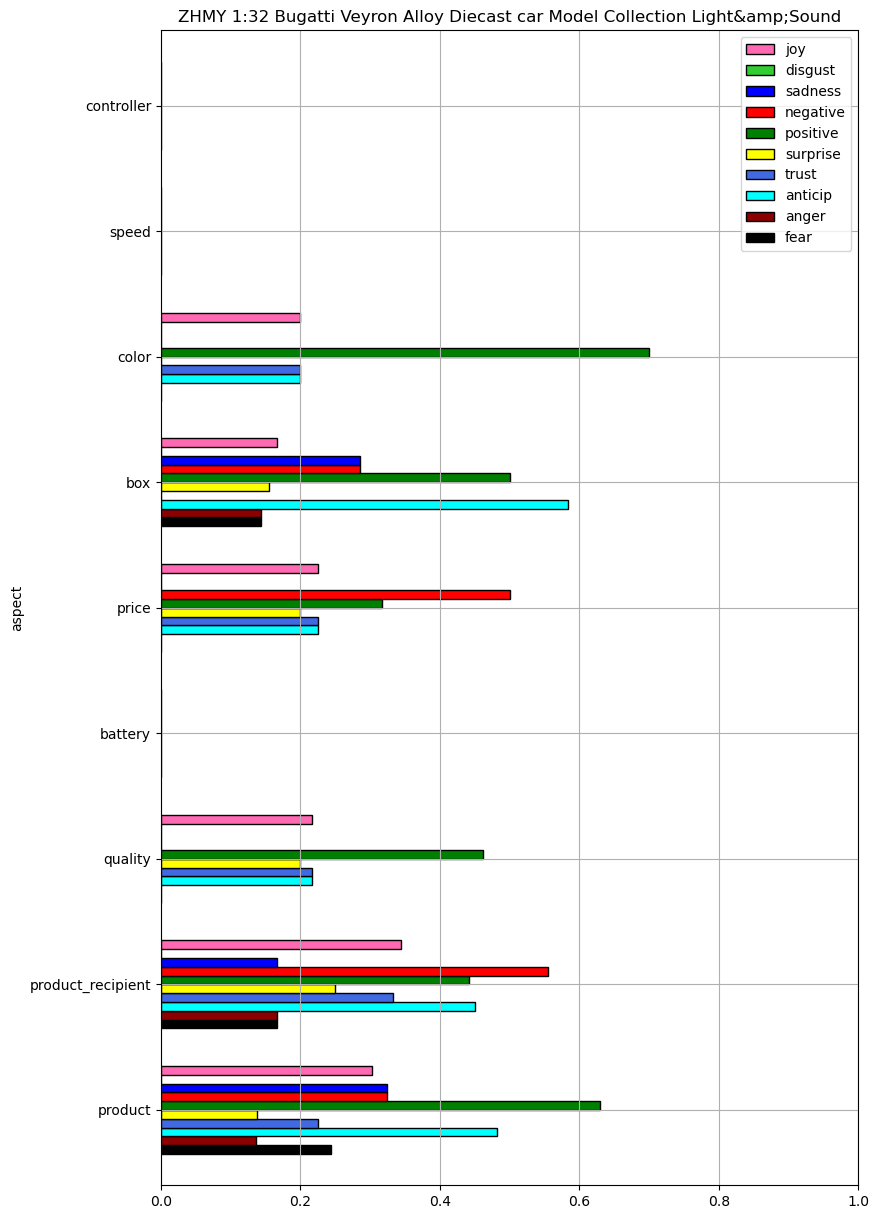 ZHMY 1:32 Bugatti Veyron Alloy Diecast car Model Collection Light&amp;Sound
joy
disgust
sadness
negative
positive
surprise
trust
anticip
anger
fear
controller
speed
color
box
price
battery
quality
product_recipient
product
aspect
0.0 0.2 0.4 0.6 0.8 1.0